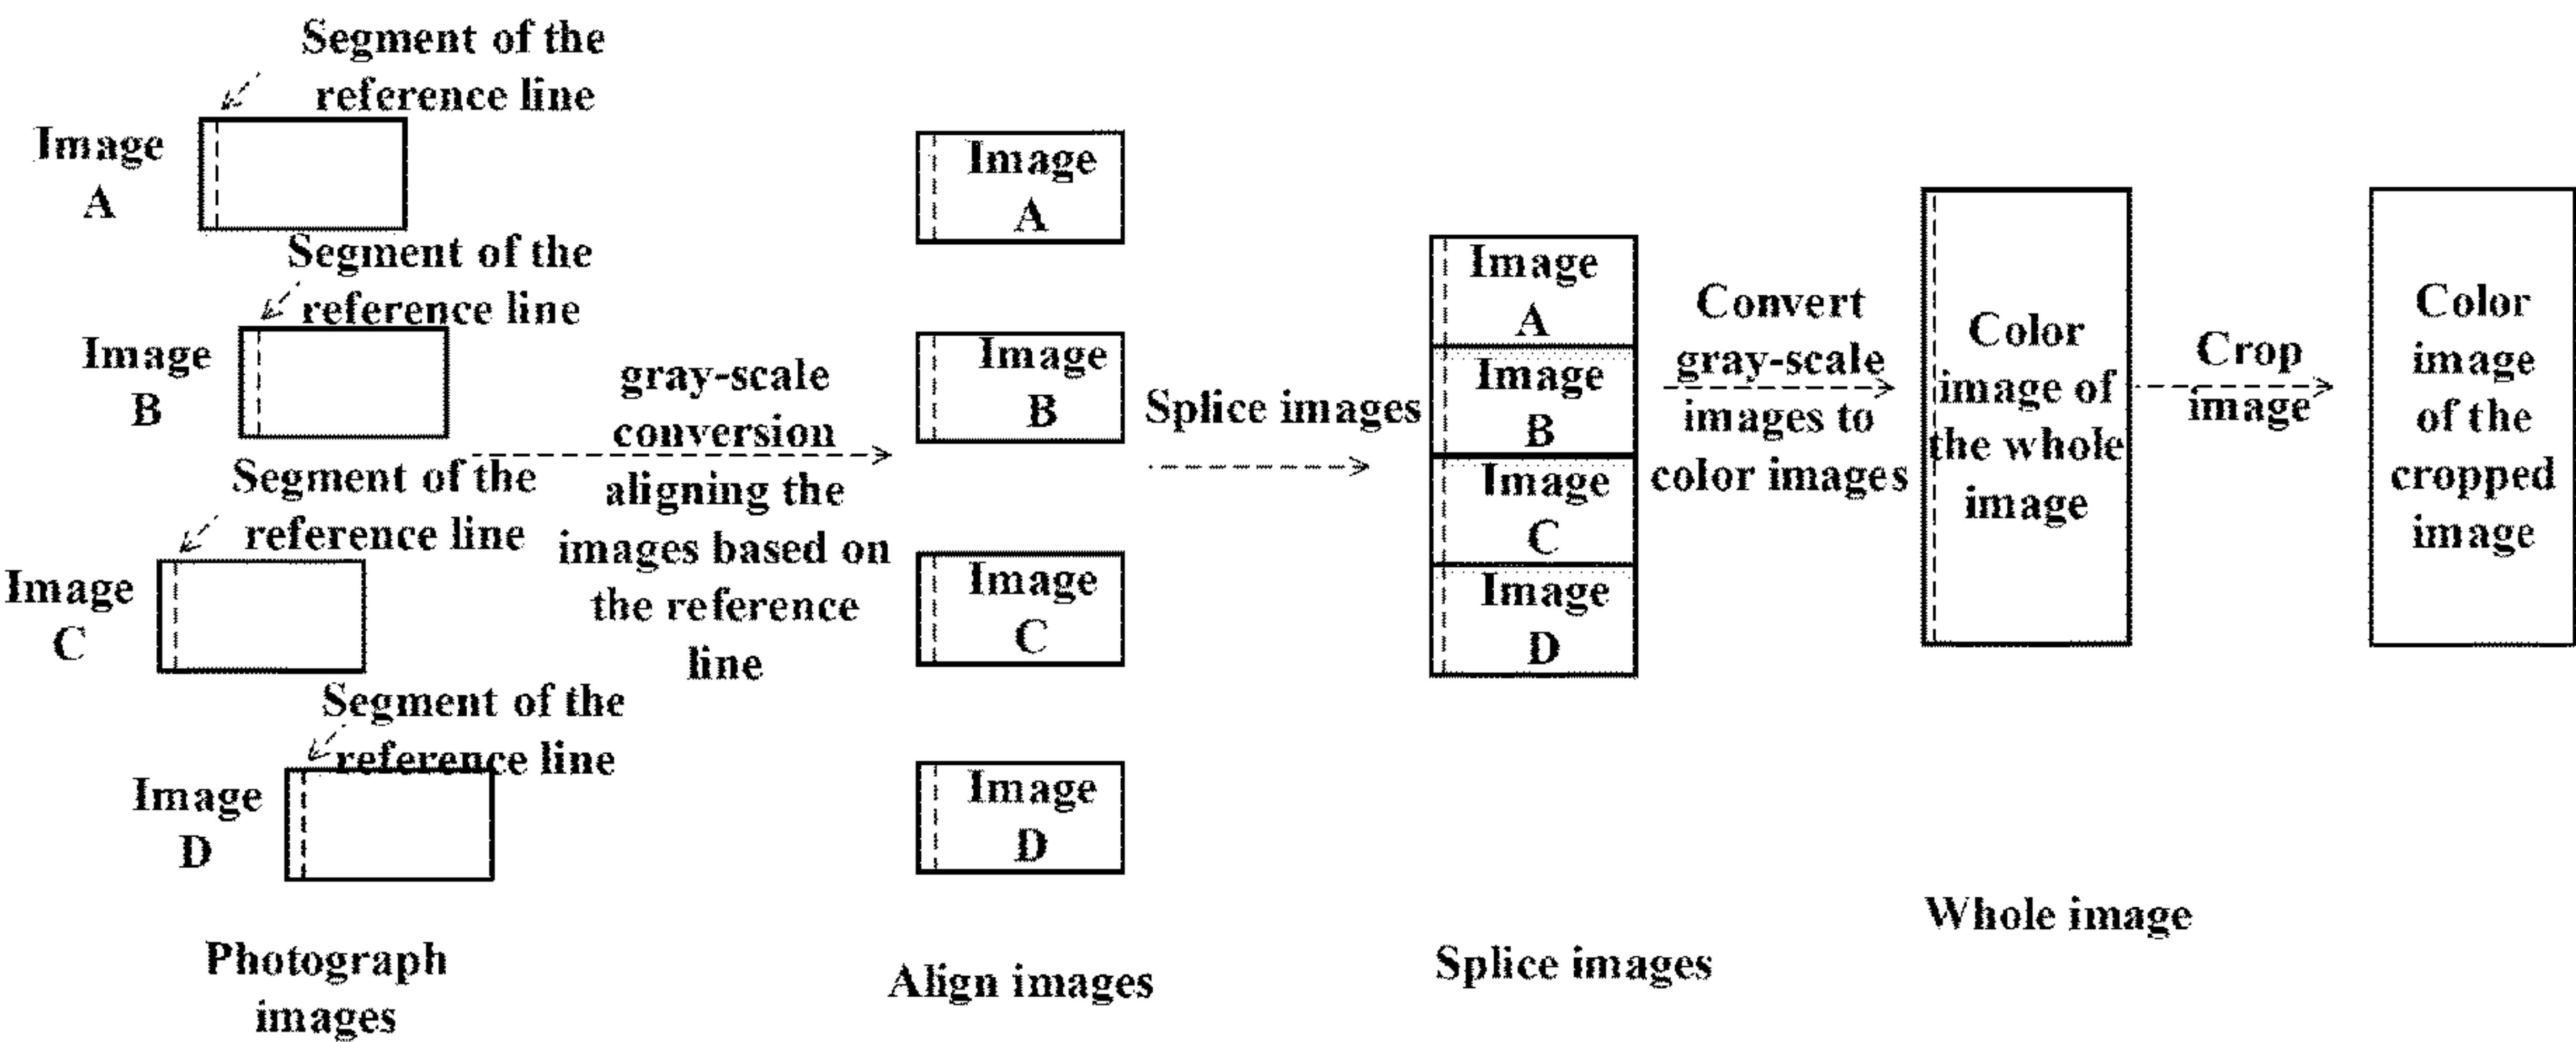 Segment of the
reference line
Image
A
Segment of the
reference line
Image
B
Segment of the
reference line
Image
C
Segment of the
reference line
Image
D
Photograph
images
gray-scale
conversion
aligning the
images based on
the reference
line
Image
A
Image
B
Image
C
Image
D
Align images
Splice images
Image
A
Image
B
Image
C
Image
D
Splice images
Convert
gray-scale
images to
color images
Color
image of
the whole
image
Whole image
Crop
image
Color
image
of the
cropped
image